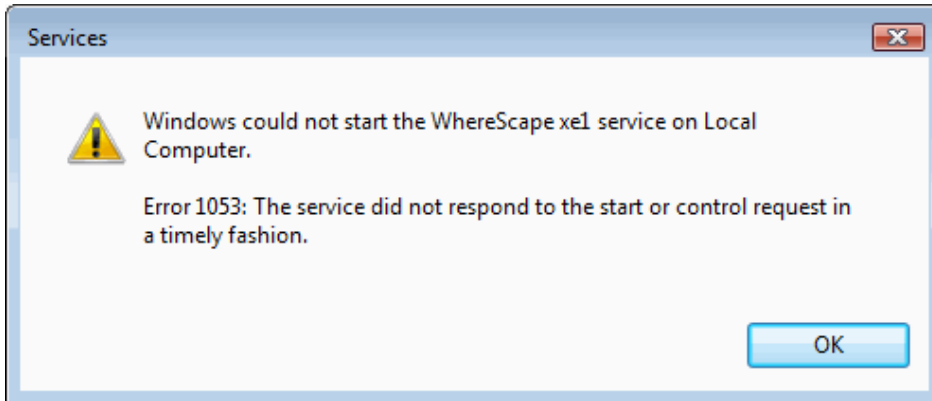 Services
Windows could not start the WhereScape xe1 service on Local
Computer.
Error 1053: The service did not respond to the start or control request in
a timely fashion.
OK